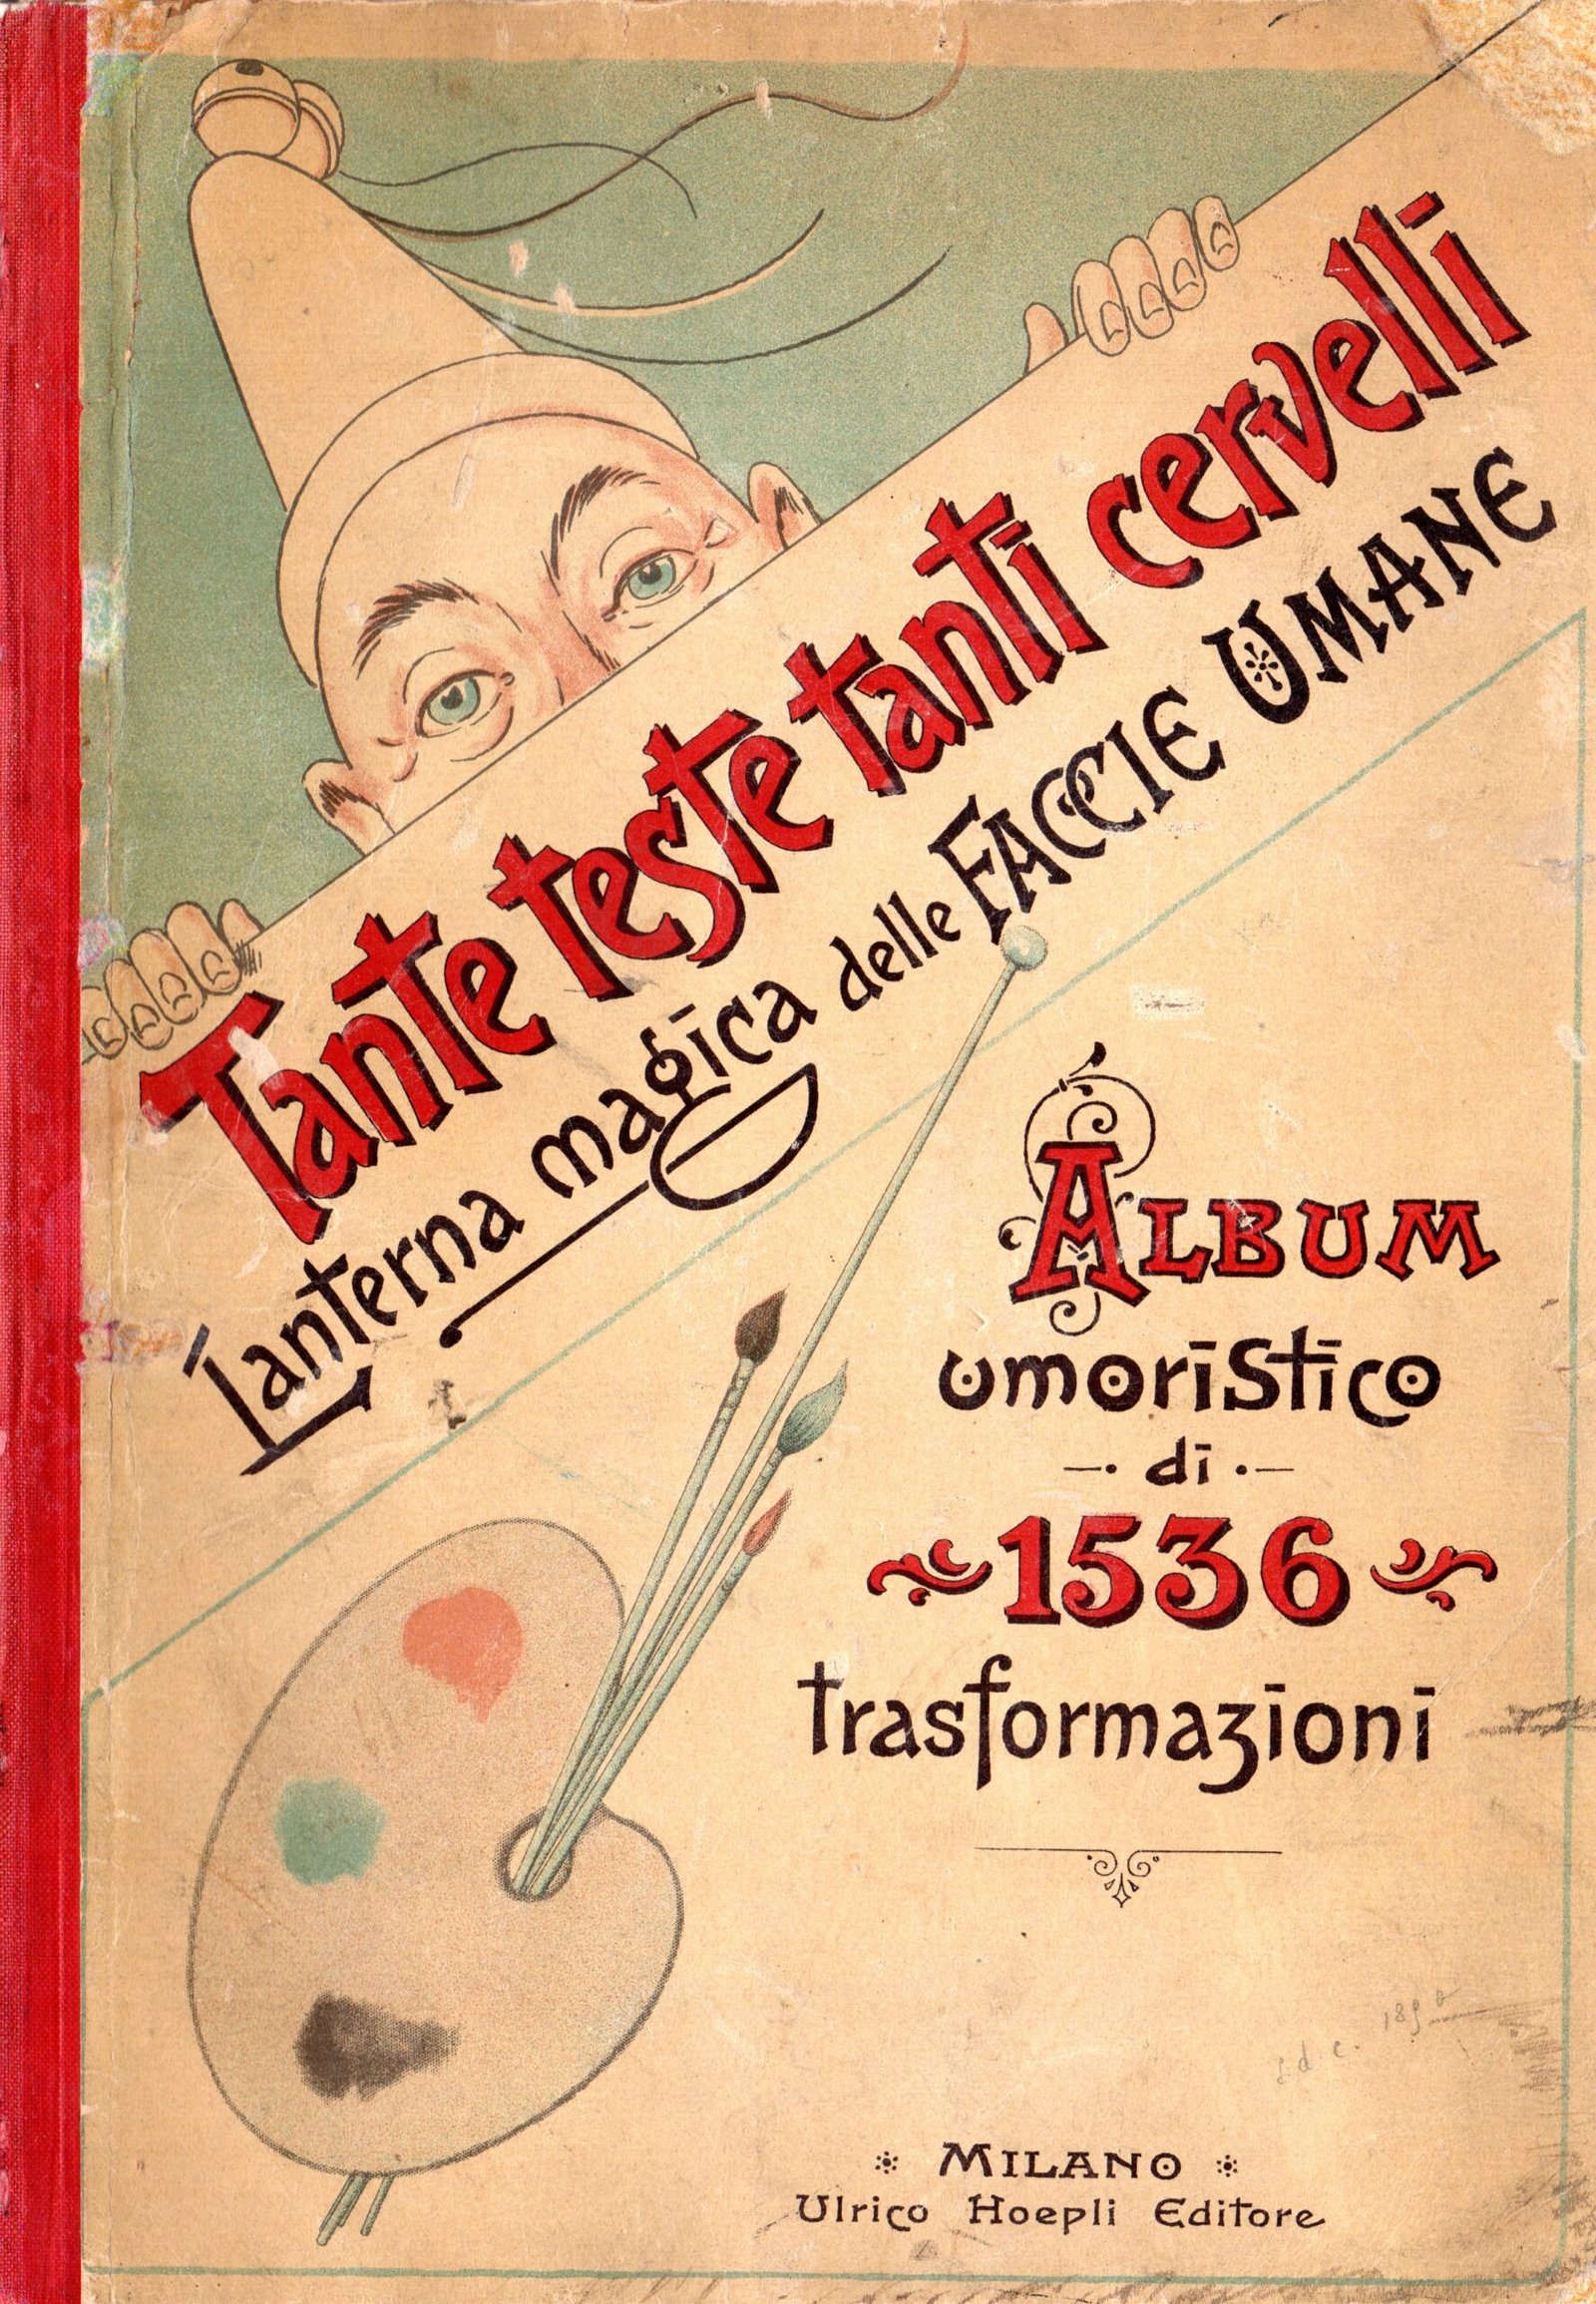 Tante teste tanti cervelli
Lanterna magica delle FACCIE UMANE
ALBUM
umoristico
di
1536
trasformazioni
MILANO
Ulrico Hoepli Editore